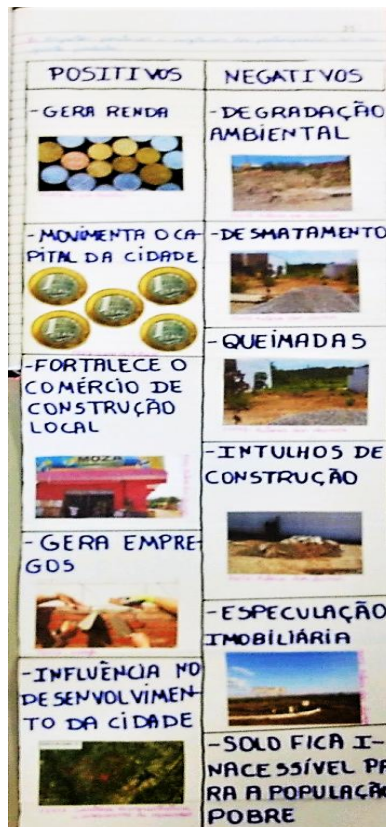 POSITIVOS
- GERA RENDA
- MOVIMENTA O CA-
PITAL DA CIDADE
- FORTALECE O
COMÉRCIO DE
CONSTRUÇÃO
LOCAL
MOZA
- GERA EMPRE-
GOS
- INFLUÊNCIA NO
DESENVOLVIMEN-
TO DA CIDADE
NEGATIVOS
- DEGRADAÇÃO
AMBIENTAL
- DESMATAMENTO
- QUEIMADAS
- INTULHOS DE
CONSTRUÇÃO
- ESPECULAÇÃO
IMOBILIÁRIA
- SOLO FICA I-
NACESSÍVEL PA
RA A POPULAÇÃO
POBRE